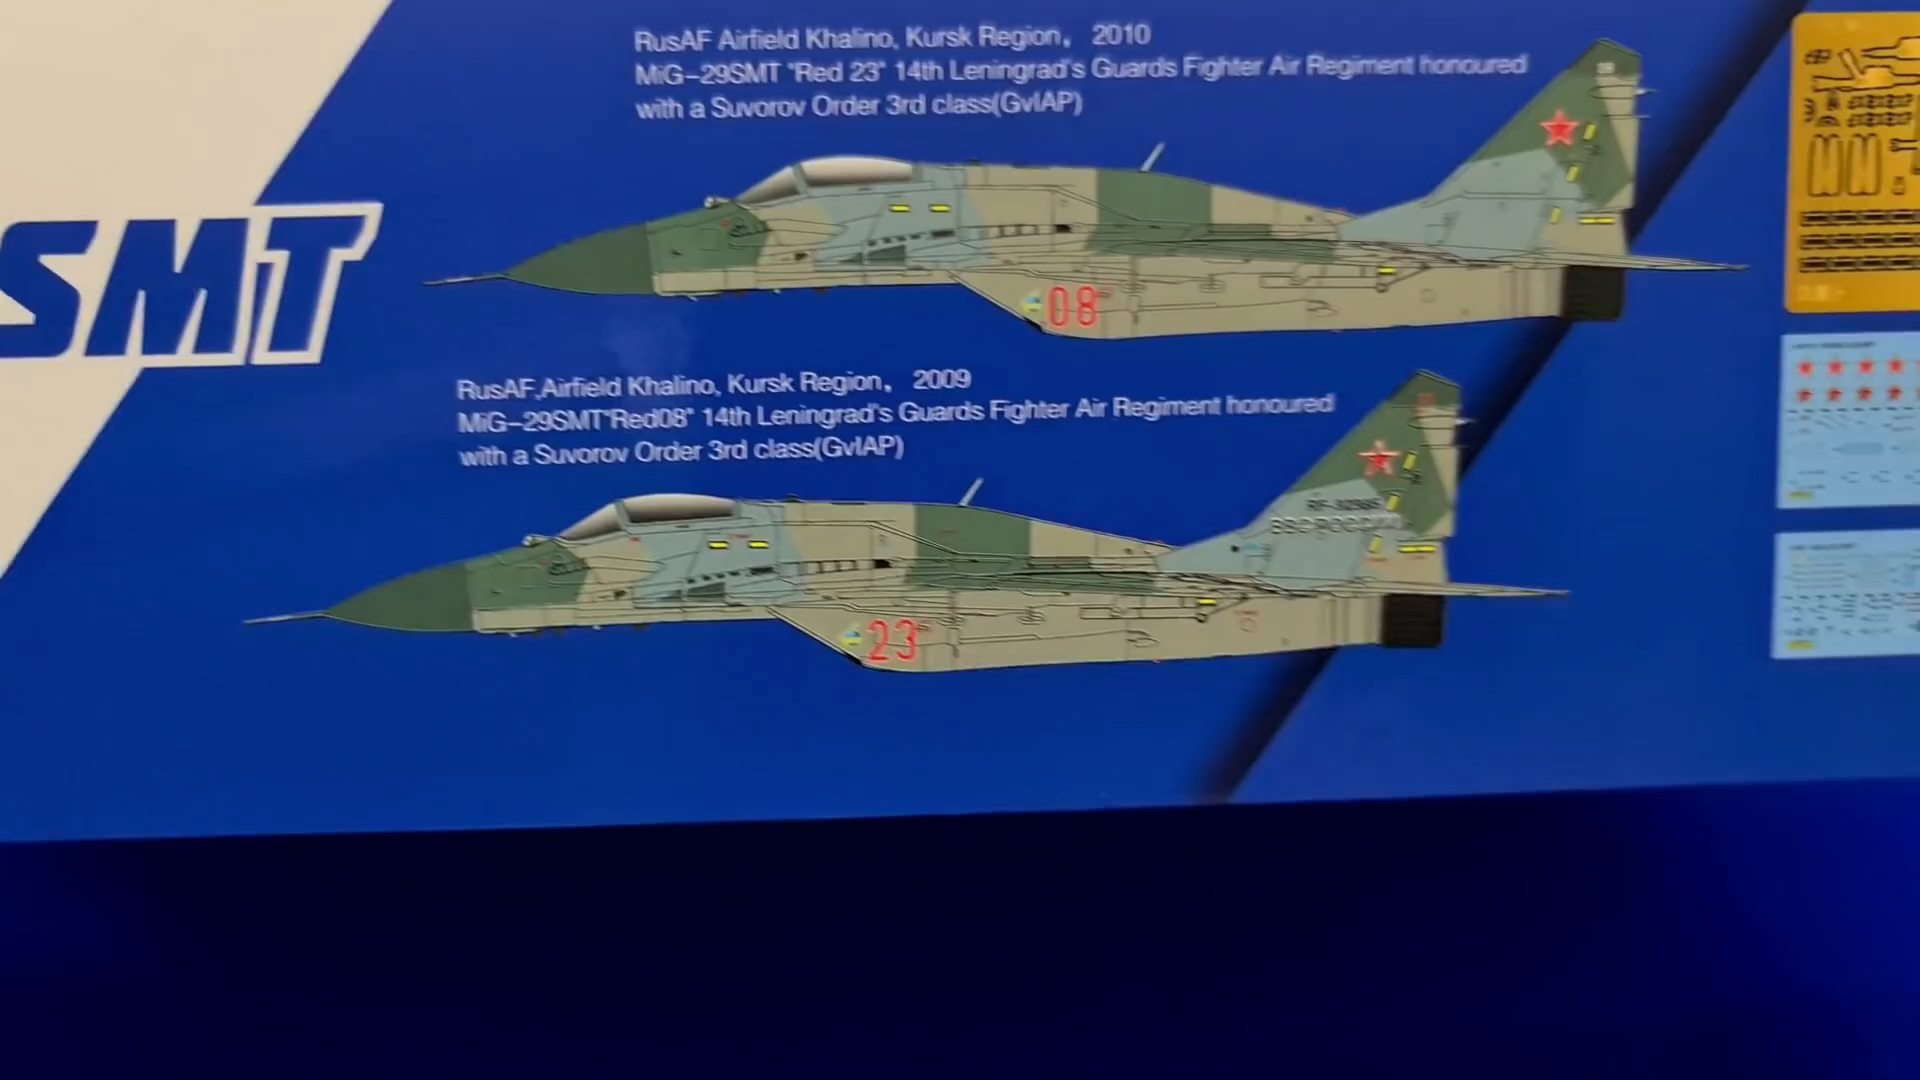 RusAF Airfield Khalino, Kursk Region, 2010
MiG-29SMT "Red 23" 14th Leningrad's Guards Fighter Air Regiment honoured
with a Suvorov Order 3rd class(GvIAP)
SMT
08
RusAF,Airfield Khalino, Kursk Region, 2009
MiG-29SMT"Red08" 14th Leningrad's Guards Fighter Air Regiment honoured
with a Suvorov Order 3rd class(GvIAP)
ВВС РОССИИ
23